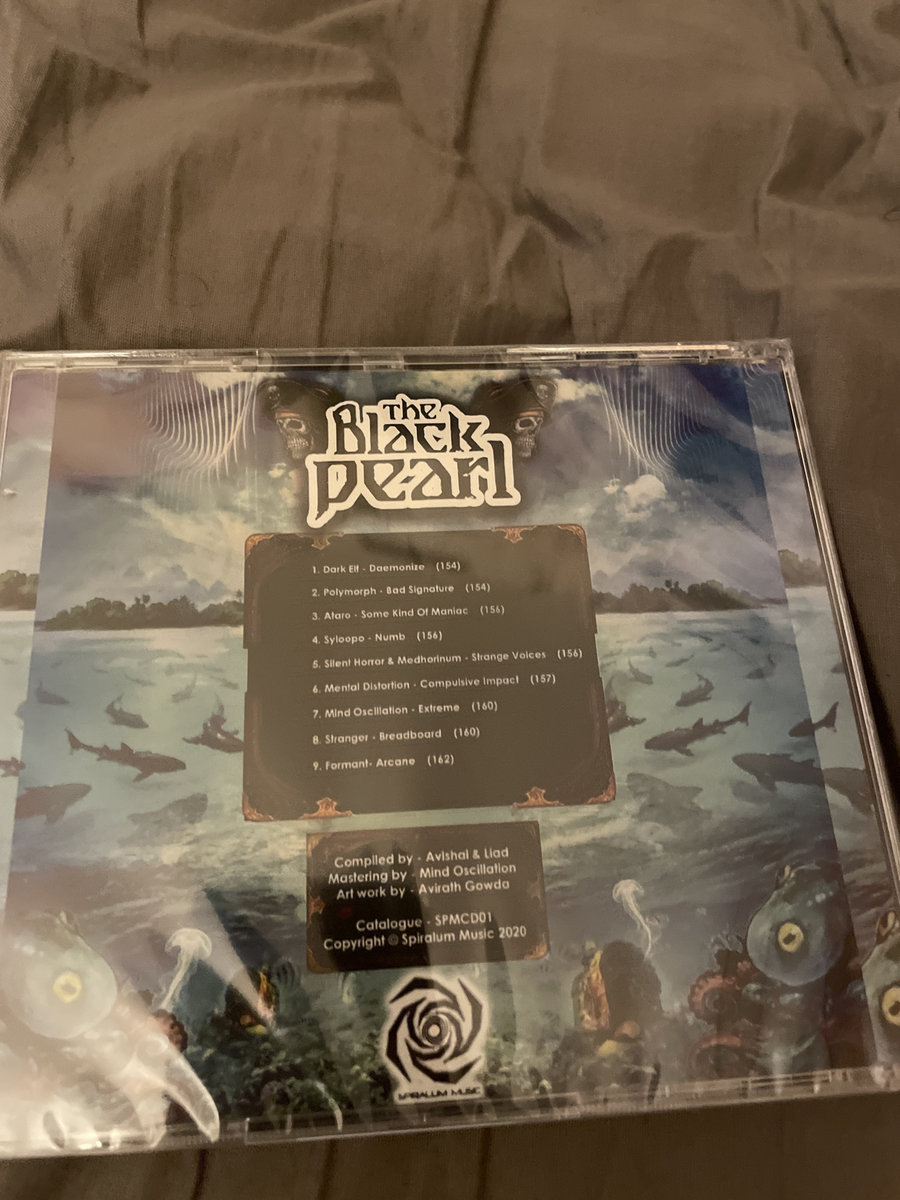 The
Black
Pearl
1. Dark Elf - Daemonize (154)
2. Polymorph - Bad Signature (154)
3. Ataro - Some Kind Of Maniac (156)
4. Syloopo - Numb (156)
5. Silent Horror & Medhorinum - Strange Voices (156)
6. Mental Distortion - Compulsive Impact (157)
7. Mind Oscillation - Extreme (160)
8. Stranger - Breadboard (160)
9. Formant- Arcane (162)
Compiled by - Avishai & Liad
Mastering by - Mind Oscillation
Art work by - Avirath Gowda
Catalogue - SPMCD01
Copyright © Spiralum Music 2020
SPIRALUM MUSIC